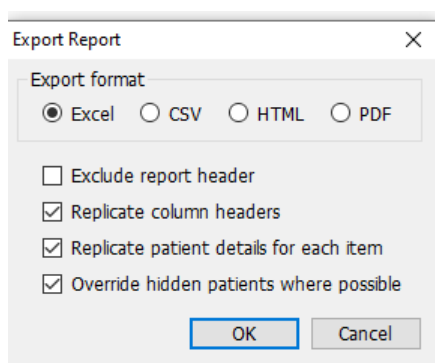 Export Report
Export format
Excel CSV HTML PDF
Exclude report header
Replicate column headers
Replicate patient details for each item
Override hidden patients where possible
OK Cancel